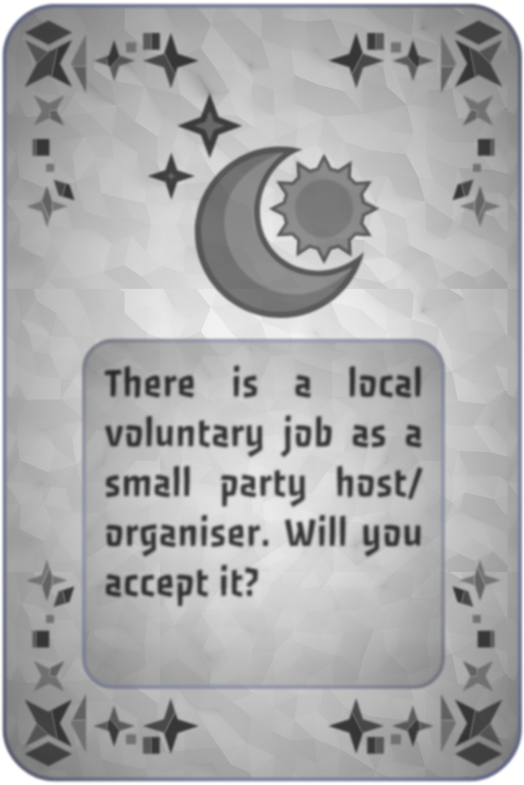 There is a local
voluntary job as a
small party host/
organiser. Will you
accept it?